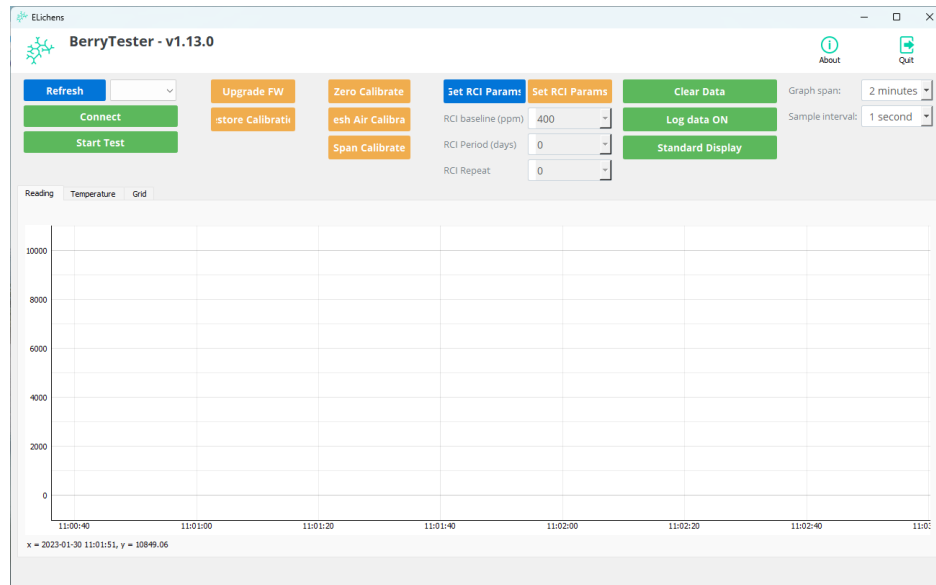 ELichens
BerryTester - v1.13.0
About
Quit
Refresh
Upgrade FW
Zero Calibrate
Get RCI Params
Set RCI Params
Clear Data
Graph span:
2 minutes
Connect
store Calibratio
esh Air Calibra
RCI baseline (ppm)
400
Log data ON
Sample interval:
1 second
Start Test
Span Calibrate
RCI Period (days)
0
Standard Display
RCI Repeat
0
Reading
Temperature
Grid
10000
8000
6000
4000
2000
0
11:00:40
11:01:00
11:01:20
11:01:40
11:02:00
11:02:20
11:02:40
11:03:
x = 2023-01-30 11:01:51, y = 10849.06